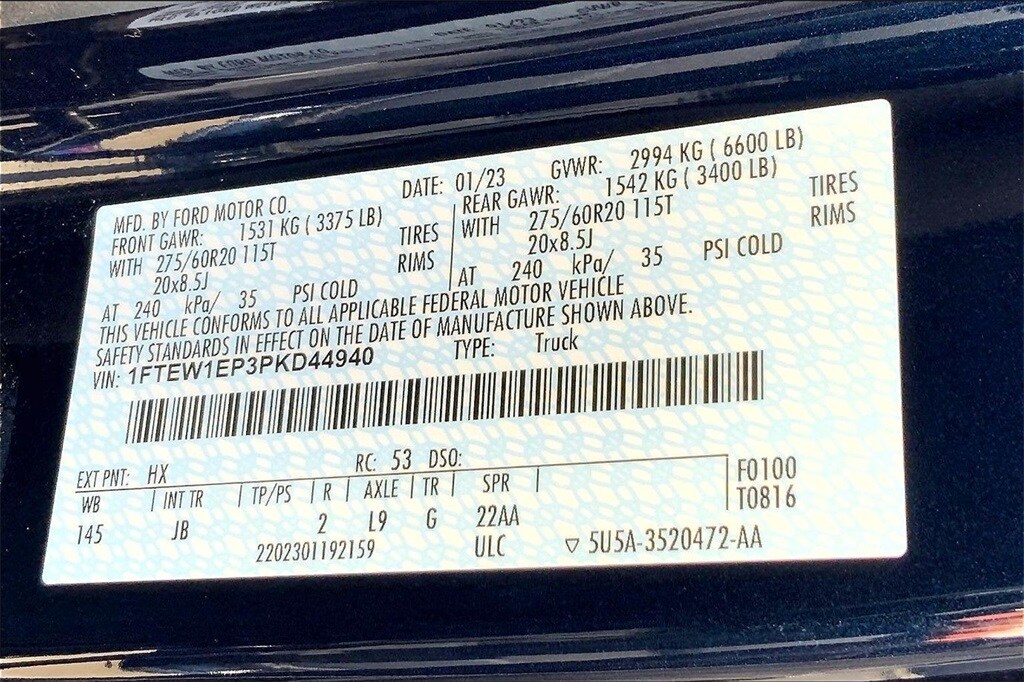 MFD. BY FORD MOTOR CO. DATE: 01/23 GVWR: 2994 KG ( 6600 LB)
FRONT GAWR: 1531 KG ( 3375 LB) REAR GAWR: 1542 KG ( 3400 LB)
WITH 275/60R20 115T TIRES WITH 275/60R20 115T TIRES
20x8.5J RIMS 20x8.5J RIMS
AT 240 kPa/ 35 PSI COLD AT 240 kPa/ 35 PSI COLD
THIS VEHICLE CONFORMS TO ALL APPLICABLE FEDERAL MOTOR VEHICLE
SAFETY STANDARDS IN EFFECT ON THE DATE OF MANUFACTURE SHOWN ABOVE.
VIN: 1FTEW1EP3PKD44940 TYPE: Truck
EXT PNT: HX RC: 53 DSO:
WB INT TR TP/PS R AXLE TR SPR F0100
145 JB 2 L9 G 22AA T0816
2202301192159 ULC ▽ 5U5A-3520472-AA